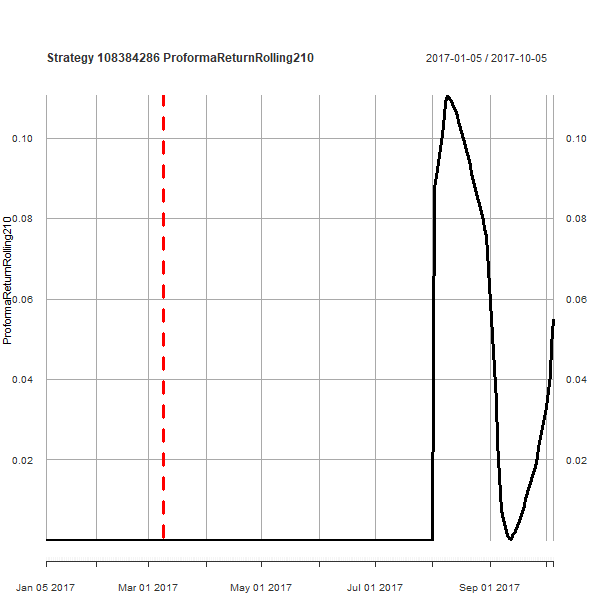 Strategy 108384286 ProformaReturnRolling210
2017-01-05 / 2017-10-05
ProformaReturnRolling210
0.10 0.10
0.08 0.08
0.06 0.06
0.04 0.04
0.02 0.02
Jan 05 2017 Mar 01 2017 May 01 2017 Jul 01 2017 Sep 01 2017